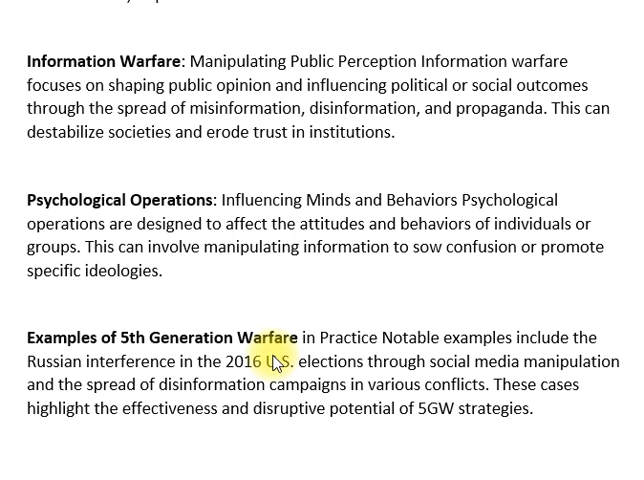 Information Warfare: Manipulating Public Perception Information warfare
focuses on shaping public opinion and influencing political or social outcomes
through the spread of misinformation, disinformation, and propaganda. This can
destabilize societies and erode trust in institutions.
Psychological Operations: Influencing Minds and Behaviors Psychological
operations are designed to affect the attitudes and behaviors of individuals or
groups. This can involve manipulating information to sow confusion or promote
specific ideologies.
Examples of 5th Generation Warfare in Practice Notable examples include the
Russian interference in the 2016 U.S. elections through social media manipulation
and the spread of disinformation campaigns in various conflicts. These cases
highlight the effectiveness and disruptive potential of 5GW strategies.